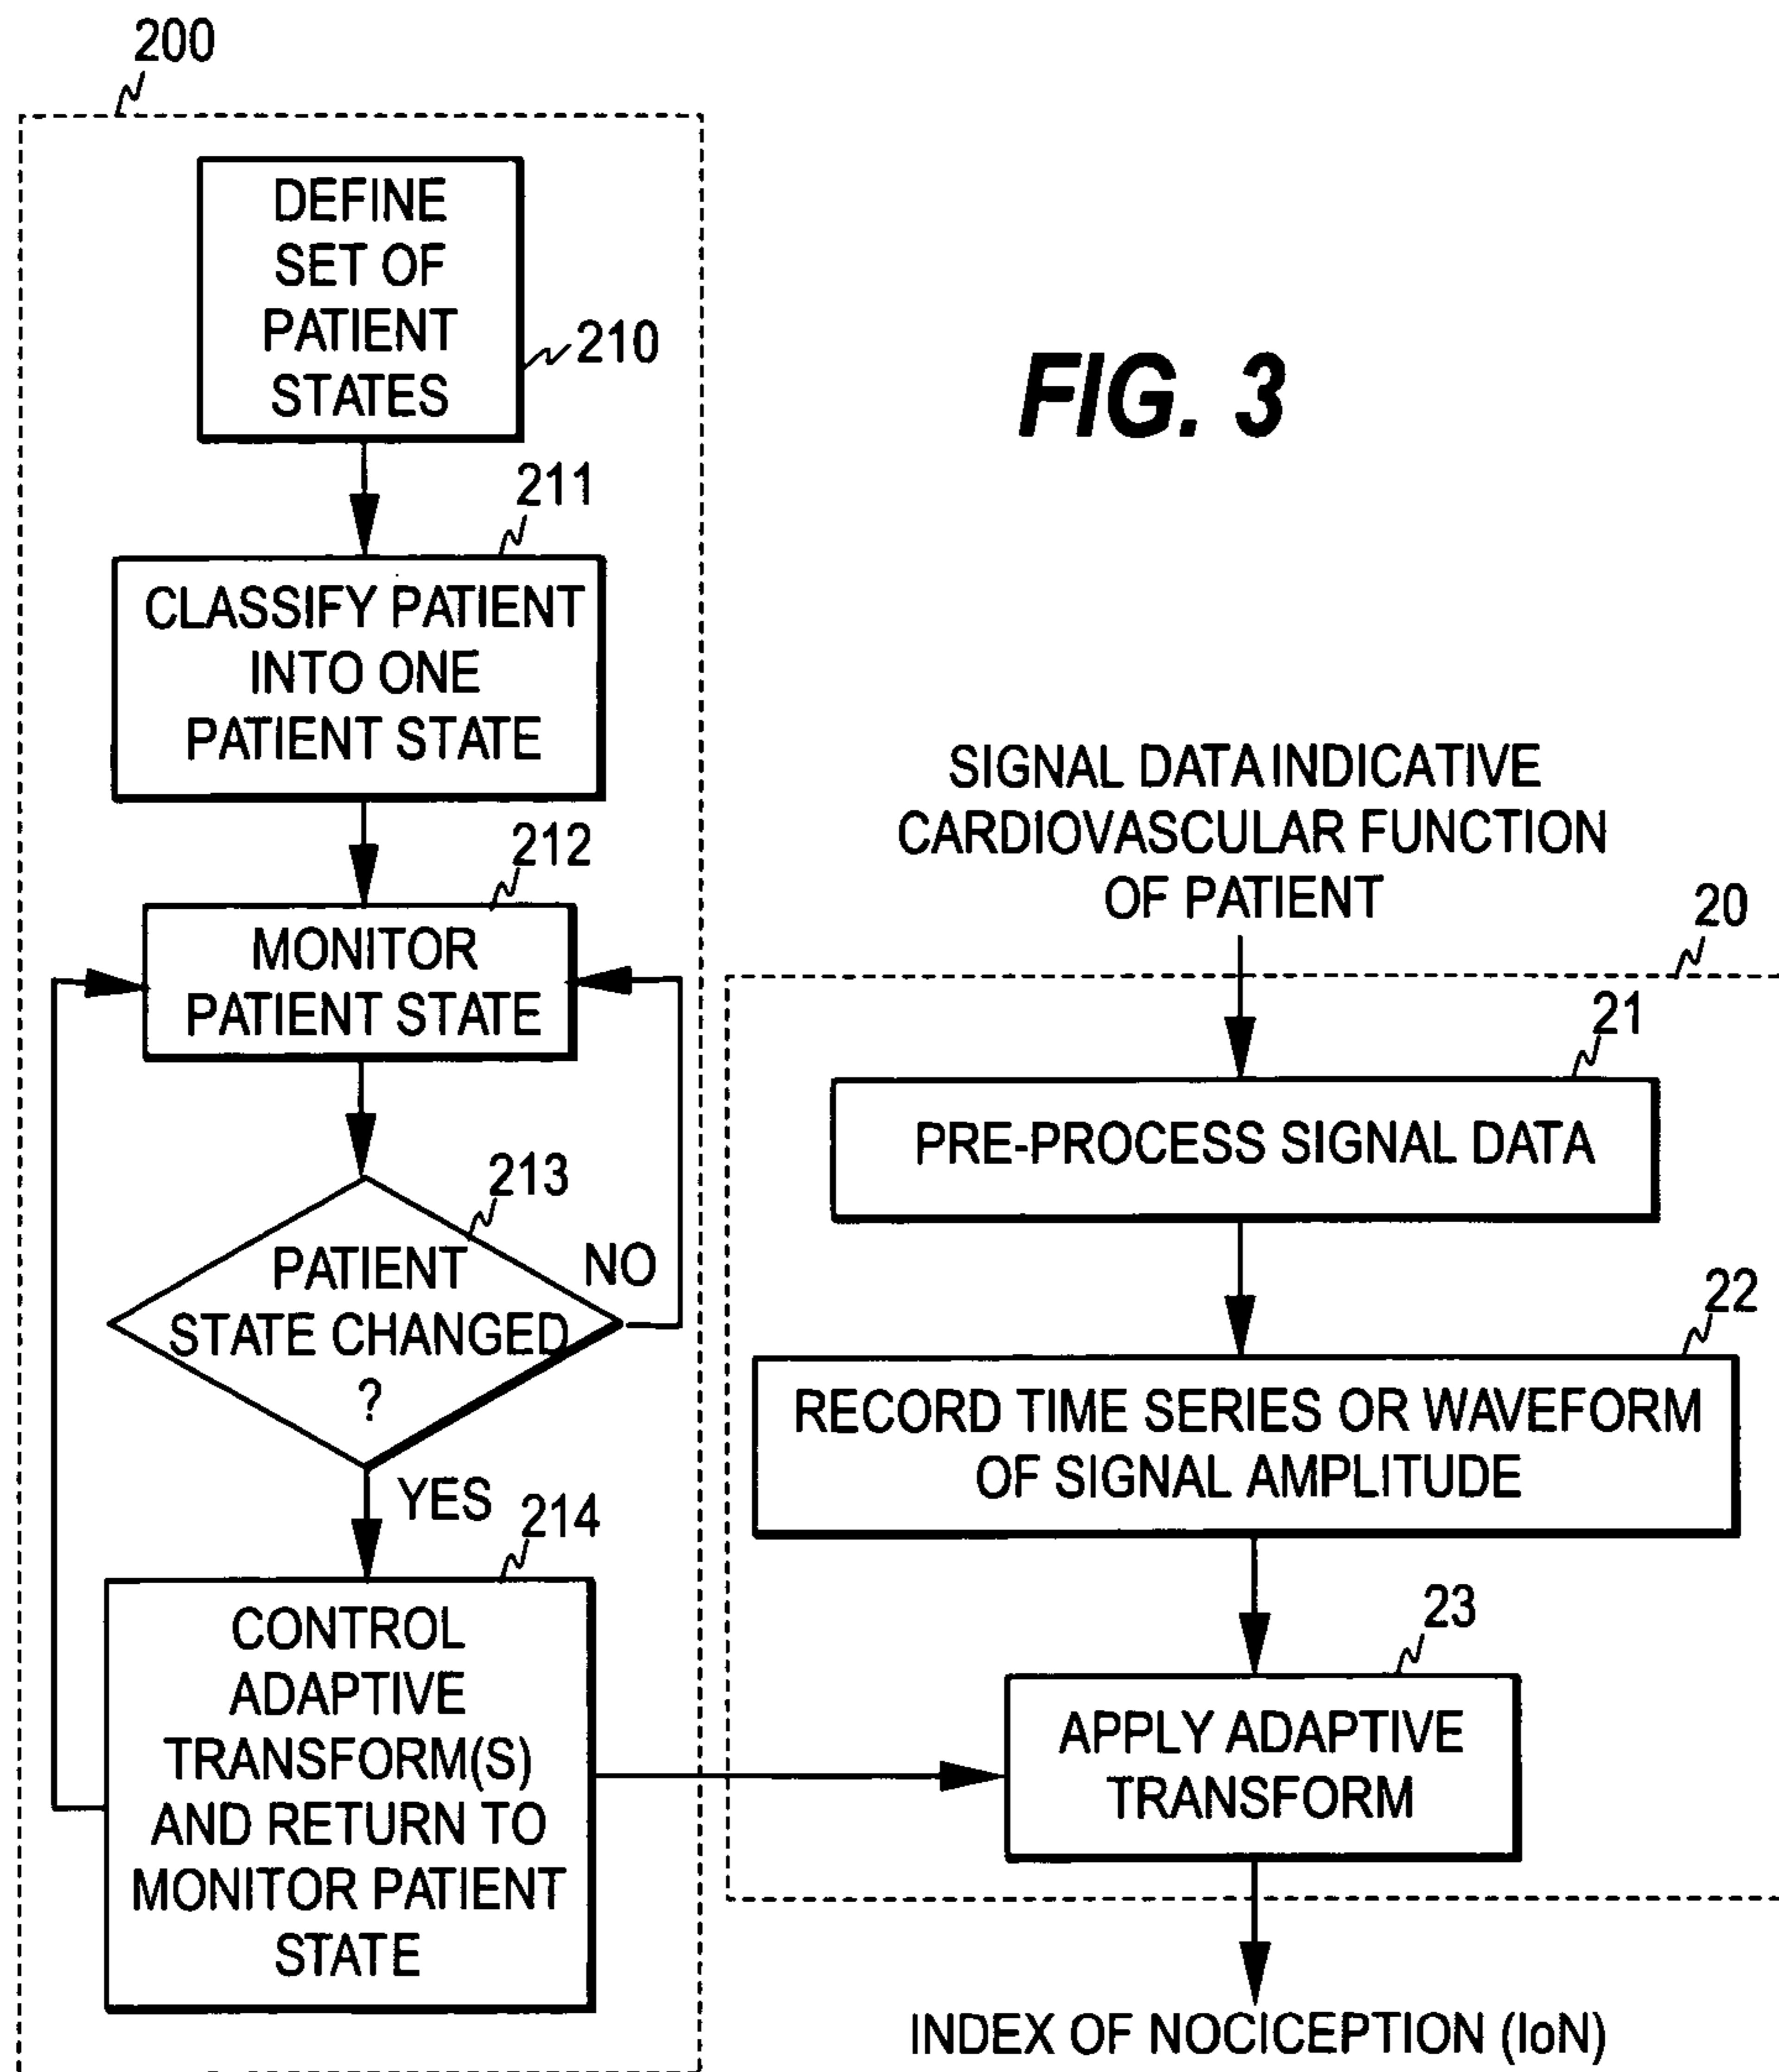 200
DEFINE
SET OF
PATIENT
STATES
210
FIG. 3
211
CLASSIFY PATIENT
INTO ONE
PATIENT STATE
212
MONITOR
PATIENT STATE
213
PATIENT
STATE CHANGED
?
NO
YES
214
CONTROL
ADAPTIVE
TRANSFORM(S)
AND RETURN TO
MONITOR PATIENT
STATE
SIGNAL DATA INDICATIVE
CARDIOVASCULAR FUNCTION
OF PATIENT
20
21
PRE-PROCESS SIGNAL DATA
22
RECORD TIME SERIES OR WAVEFORM
OF SIGNAL AMPLITUDE
23
APPLY ADAPTIVE
TRANSFORM
INDEX OF NOCICEPTION (IoN)